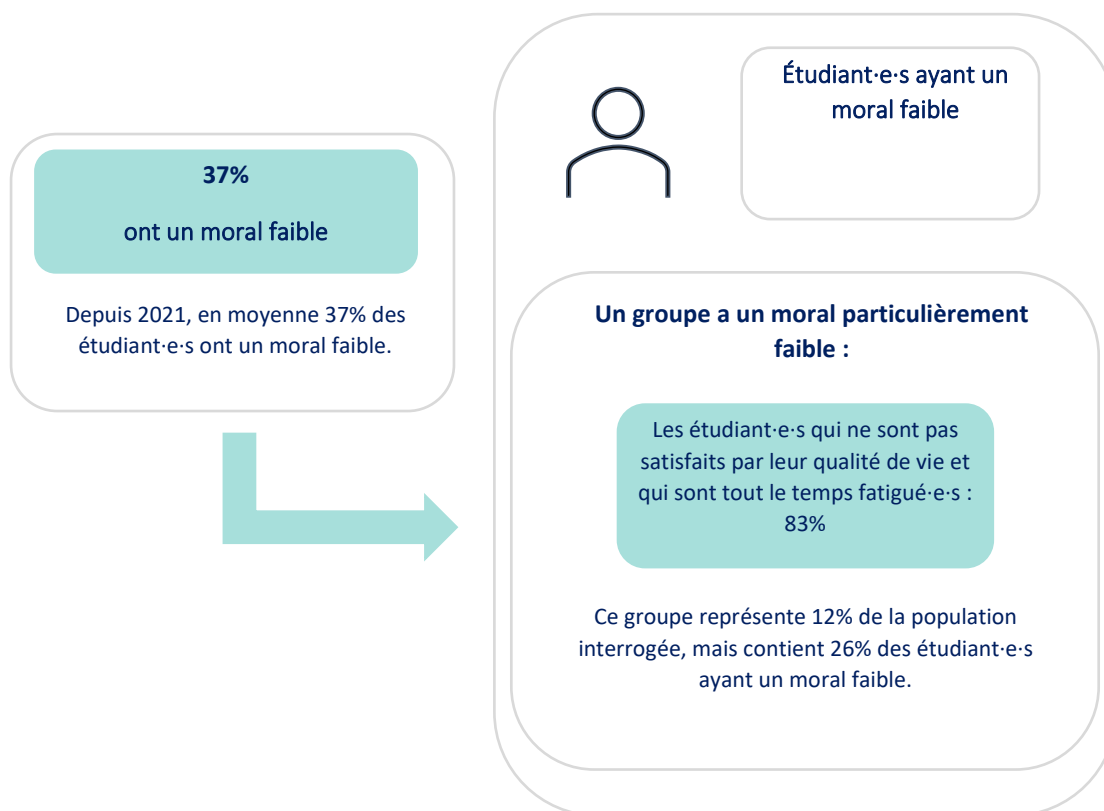 37%
ont un moral faible
Depuis 2021, en moyenne 37% des
étudiant·e·s ont un moral faible.
Étudiant·e·s ayant un
moral faible
Un groupe a un moral particulièrement
faible :
Les étudiant·e·s qui ne sont pas
satisfaits par leur qualité de vie et
qui sont tout le temps fatigué·e·s :
83%
Ce groupe représente 12% de la population
interrogée, mais contient 26% des étudiant·e·s
ayant un moral faible.